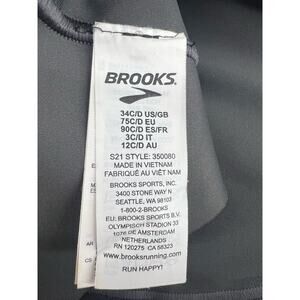 BROOKS
34C/D US/GB
75C/D EU
90C/D ES/FR
3C/D IT
12C/D AU
S21 STYLE: 350080
MADE IN VIETNAM
FABRIQUÉ AU VIÊT NAM
BROOKS SPORTS, INC.
3400 STONE WAY N
SEATTLE, WA 98103
1-800-2-BROOKS
EU: BROOKS SPORTS B.V.
OLYMPISCH STADION 33
1076 DE AMSTERDAM
NETHERLANDS
RN 120275 CA 58323
www.brooksrunning.com
RUN HAPPY!